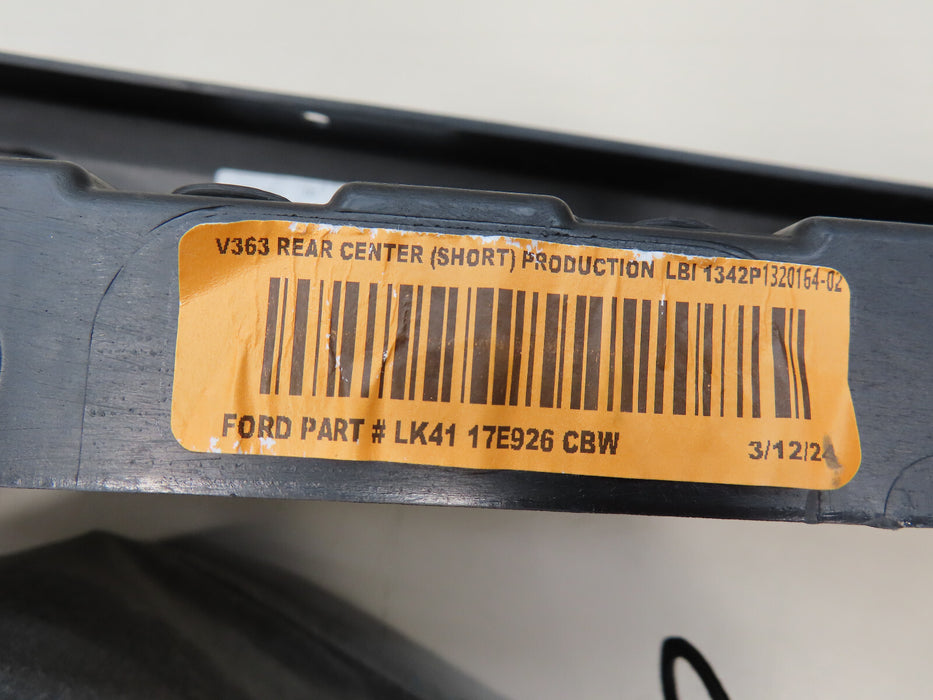 V363 REAR CENTER (SHORT) PRODUCTION LBI 1342P1320164-02
FORD PART # LK41 17E926 CBW 3/12/24